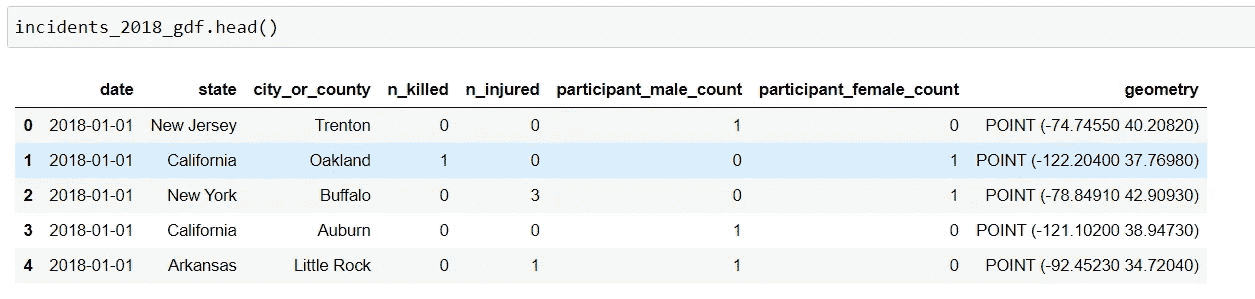 incidents_2018_gdf.head()
date state city_or_county n_killed n_injured participant_male_count participant_female_count geometry
0 2018-01-01 New Jersey Trenton 0 0 1 0 POINT (-74.74550 40.20820)
1 2018-01-01 California Oakland 1 0 0 1 POINT (-122.20400 37.76980)
2 2018-01-01 New York Buffalo 0 3 0 1 POINT (-78.84910 42.90930)
3 2018-01-01 California Auburn 0 0 1 0 POINT (-121.10200 38.94730)
4 2018-01-01 Arkansas Little Rock 0 1 1 0 POINT (-92.45230 34.72040)